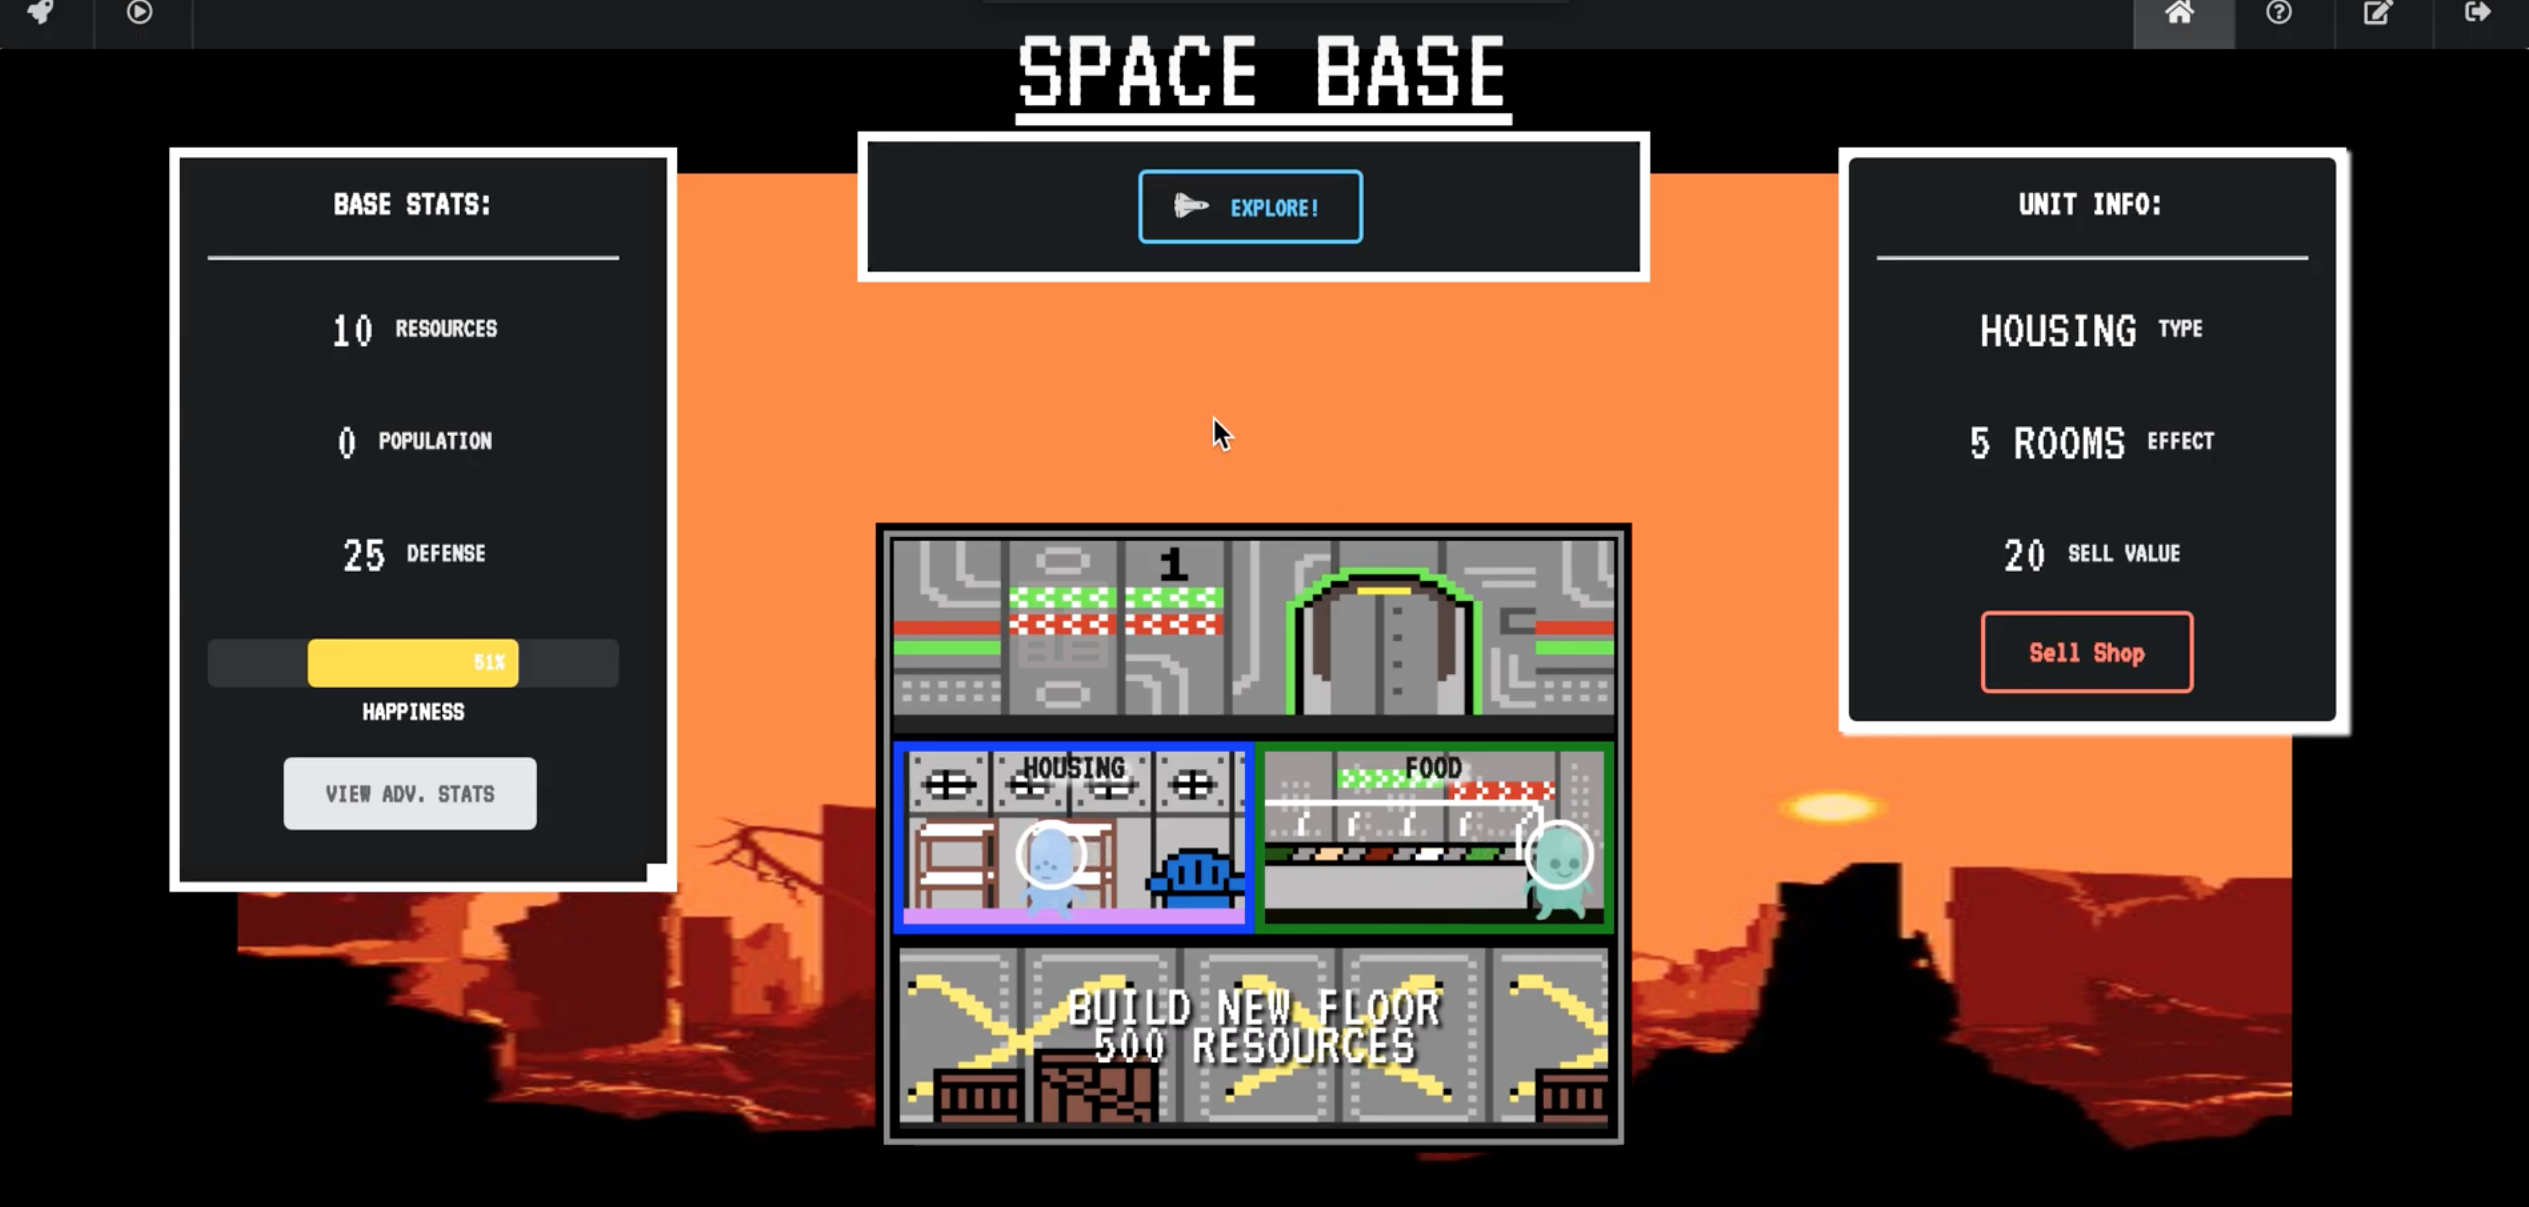 SPACE BASE
EXPLORE!
BASE STATS:
10 RESOURCES
0 POPULATION
25 DEFENSE
51%
HAPPINESS
VIEW ADV. STATS
UNIT INFO:
HOUSING TYPE
5 ROOMS EFFECT
20 SELL VALUE
Sell Shop
1
HOUSING
FOOD
BUILD NEW FLOOR
500 RESOURCES